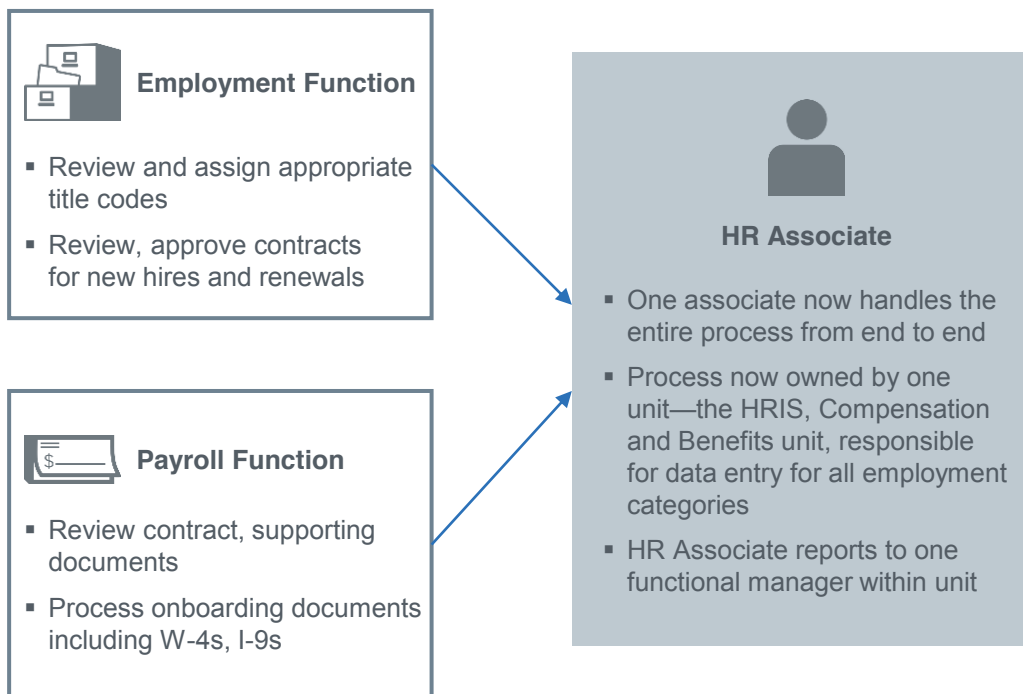 Employment Function
▪ Review and assign appropriate
title codes
▪ Review, approve contracts
for new hires and renewals
$
Payroll Function
▪ Review contract, supporting
documents
▪ Process onboarding documents
including W-4s, I-9s
HR Associate
▪ One associate now handles the
entire process from end to end
▪ Process now owned by one
unit—the HRIS, Compensation
and Benefits unit, responsible
for data entry for all employment
categories
▪ HR Associate reports to one
functional manager within unit